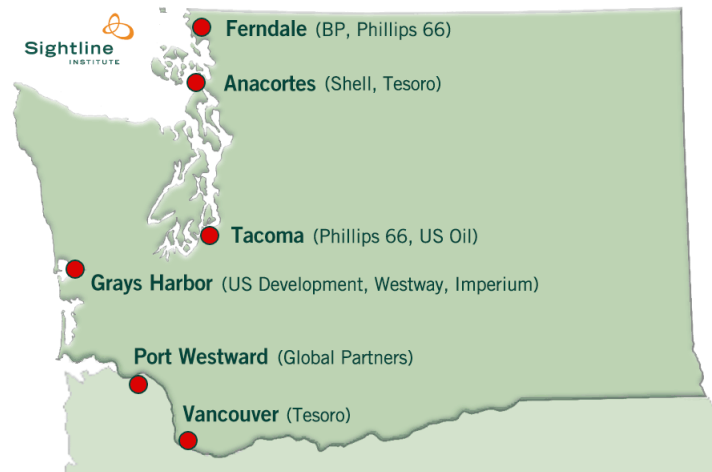 Sightline
INSTITUTE
Ferndale (BP, Phillips 66)
Anacortes (Shell, Tesoro)
Tacoma (Phillips 66, US Oil)
Grays Harbor (US Development, Westway, Imperium)
Port Westward (Global Partners)
Vancouver (Tesoro)